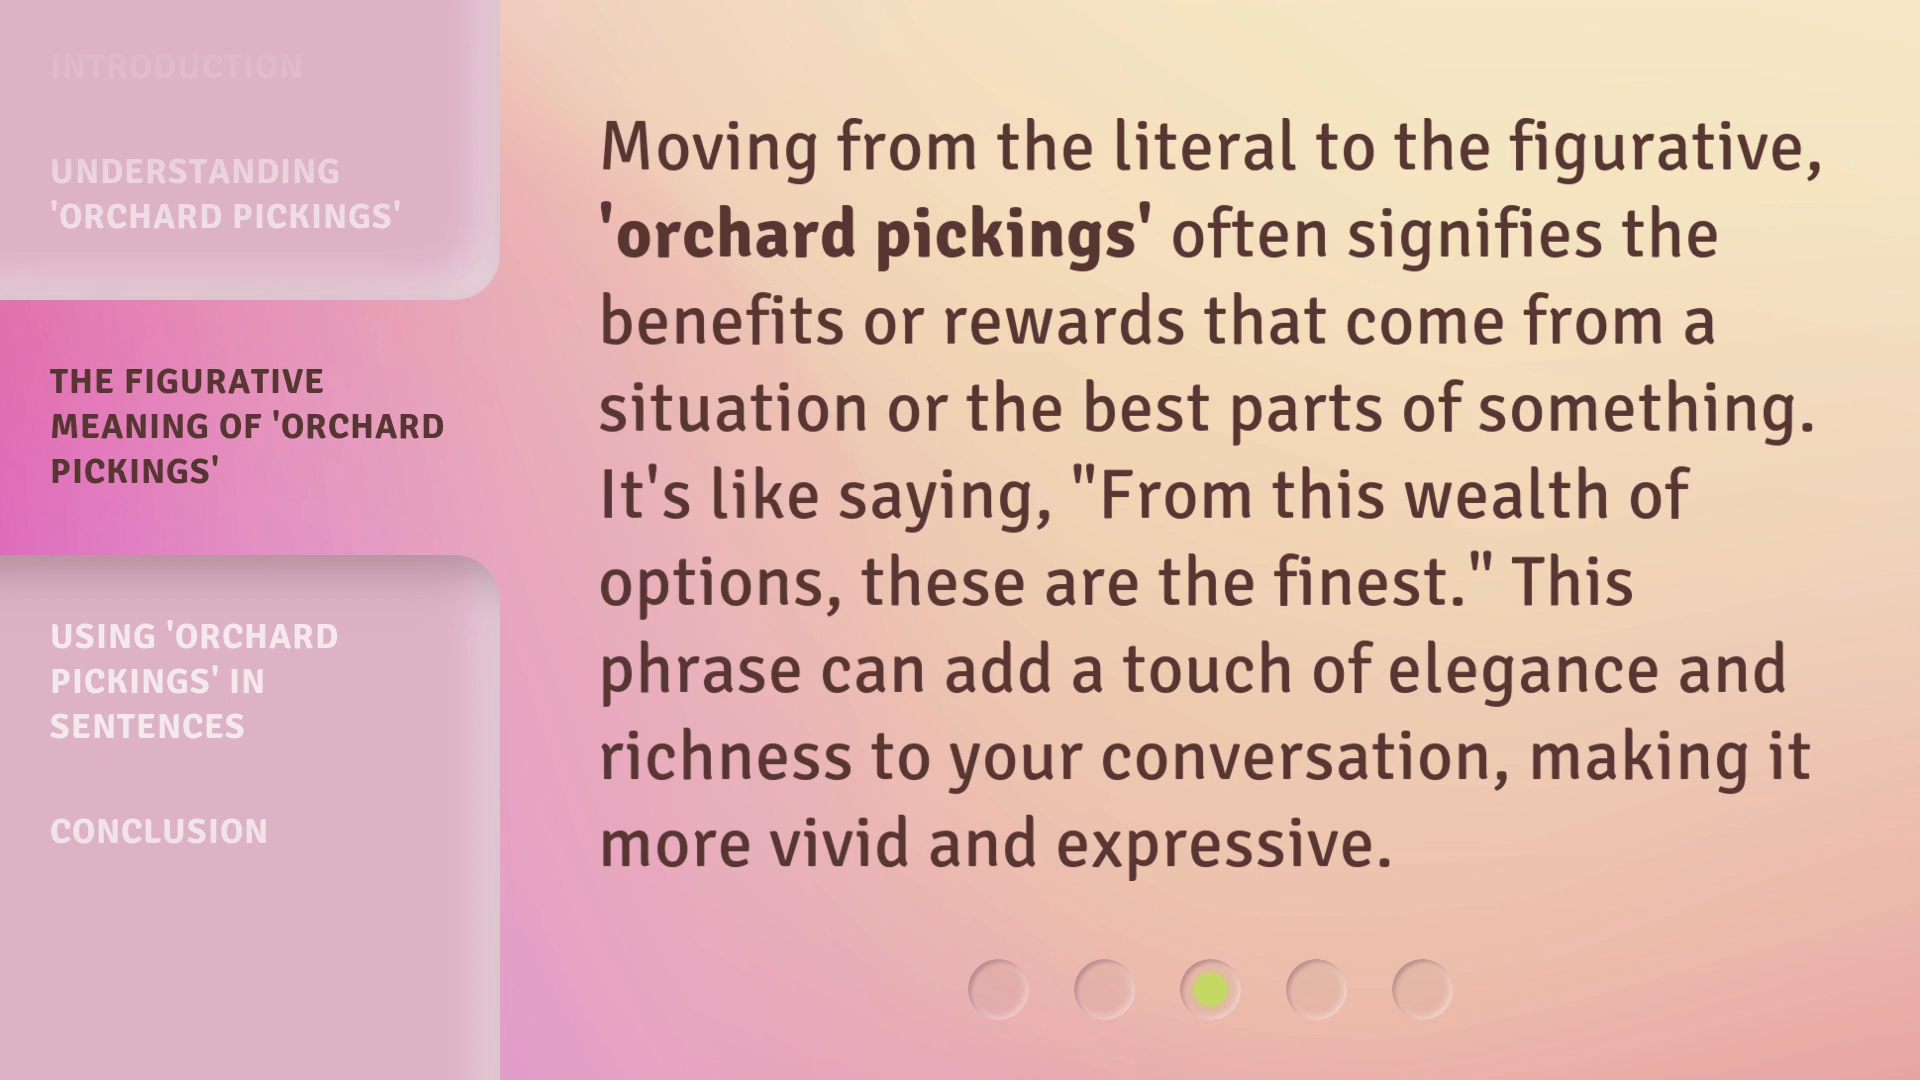 INTRODUCTION
UNDERSTANDING
'ORCHARD PICKINGS'
THE FIGURATIVE
MEANING OF 'ORCHARD
PICKINGS'
USING 'ORCHARD
PICKINGS' IN
SENTENCES
CONCLUSION
Moving from the literal to the figurative,
'orchard pickings' often signifies the
benefits or rewards that come from a
situation or the best parts of something.
It's like saying, "From this wealth of
options, these are the finest." This
phrase can add a touch of elegance and
richness to your conversation, making it
more vivid and expressive.